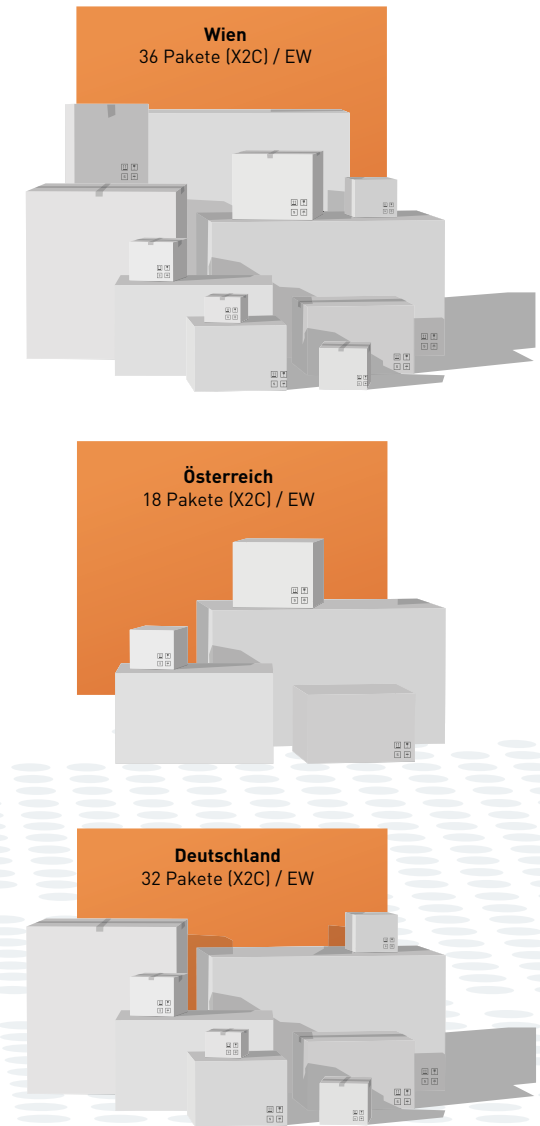 Wien
36 Pakete (X2C) / EW
Österreich
18 Pakete (X2C) / EW
Deutschland
32 Pakete (X2C) / EW